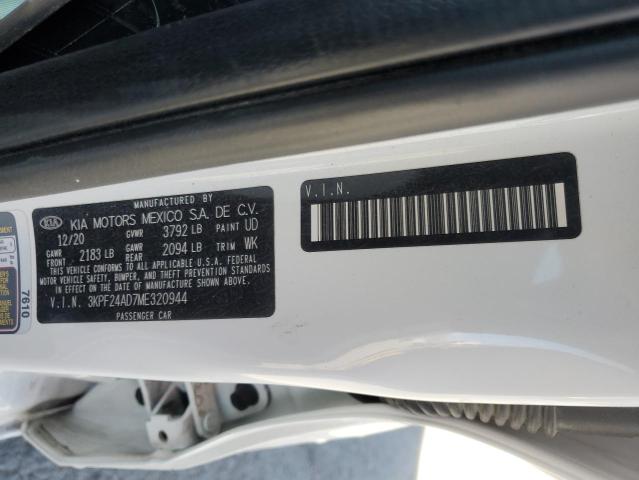 MANUFACTURED BY
KIA KIA MOTORS MEXICO S.A. DE C.V.
12/20 GVWR 3792 LB PAINT UD
GAWR FRONT 2183 LB GAWR REAR 2094 LB TRIM WK
THIS VEHICLE CONFORMS TO ALL APPLICABLE U.S.A. FEDERAL
MOTOR VEHICLE SAFETY, BUMPER, AND THEFT PREVENTION STANDARDS
IN EFFECT ON THE DATE OF MANUFACTURE SHOWN ABOVE.
V.I.N. 3KPF24AD7ME320944
PASSENGER CAR
V.I.N.
7610